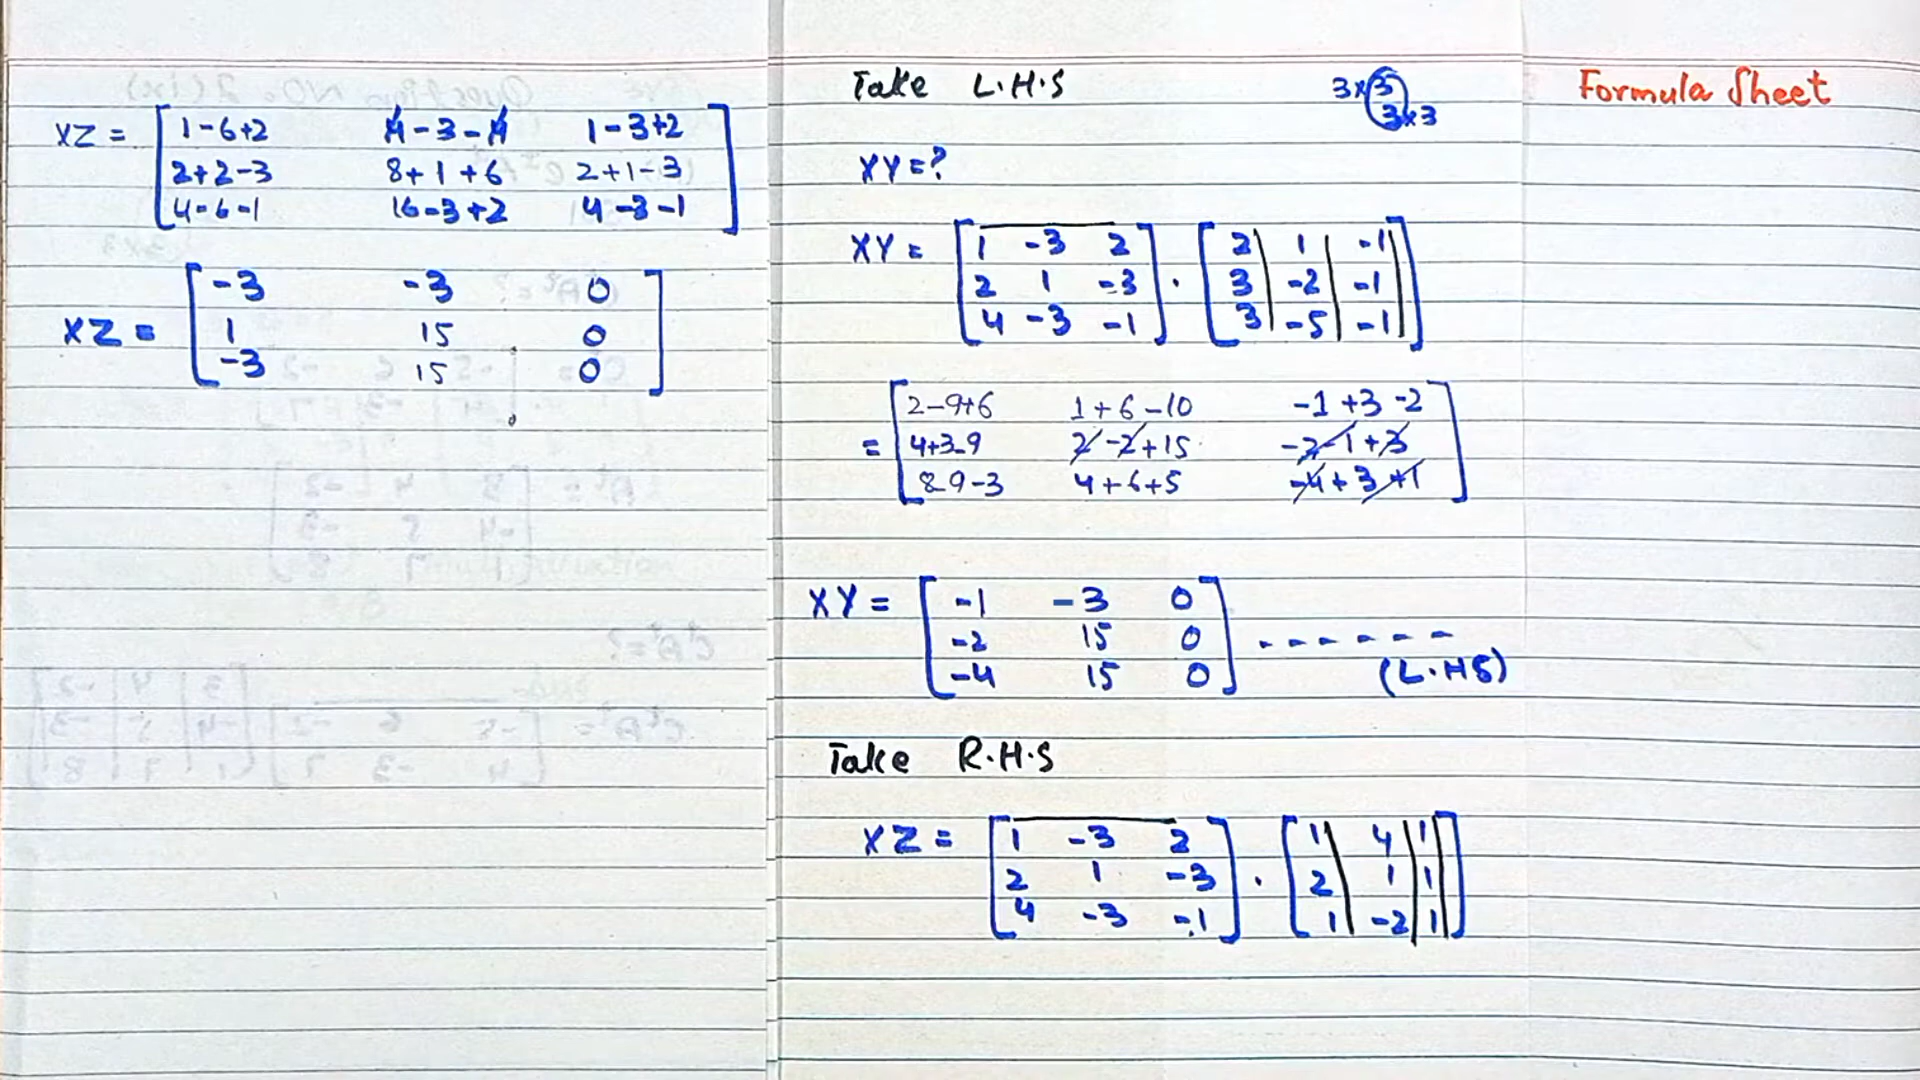 XZ = [ 1-6+2 4-3-4 1-3+2
2+2-3 8+1+6 2+1-3
4-6-1 16-3+2 4-3-1 ]
XZ = [ -3 -3 0
1 15 0
-3 15 0 ]
Take L.H.S 3×3
3×3
XY=?
XY = [ 1 -3 2
2 1 -3
4 -3 -1 ] . [ 2 1 -1
3 -2 -1
3 -5 -1 ]
= [ 2-9+6 1+6-10 -1+3-2
4+3-9 2-2+15 -2-1+3
8-9-3 4+6+5 -4+3+1 ]
XY = [ -1 -3 0
-2 15 0
-4 15 0 ] ------
(L.HS)
Take R.H.S
XZ = [ 1 -3 2
2 1 -3
4 -3 -1 ] . [ 1 4 1
2 1 1
1 -2 1 ]
Formula Sheet